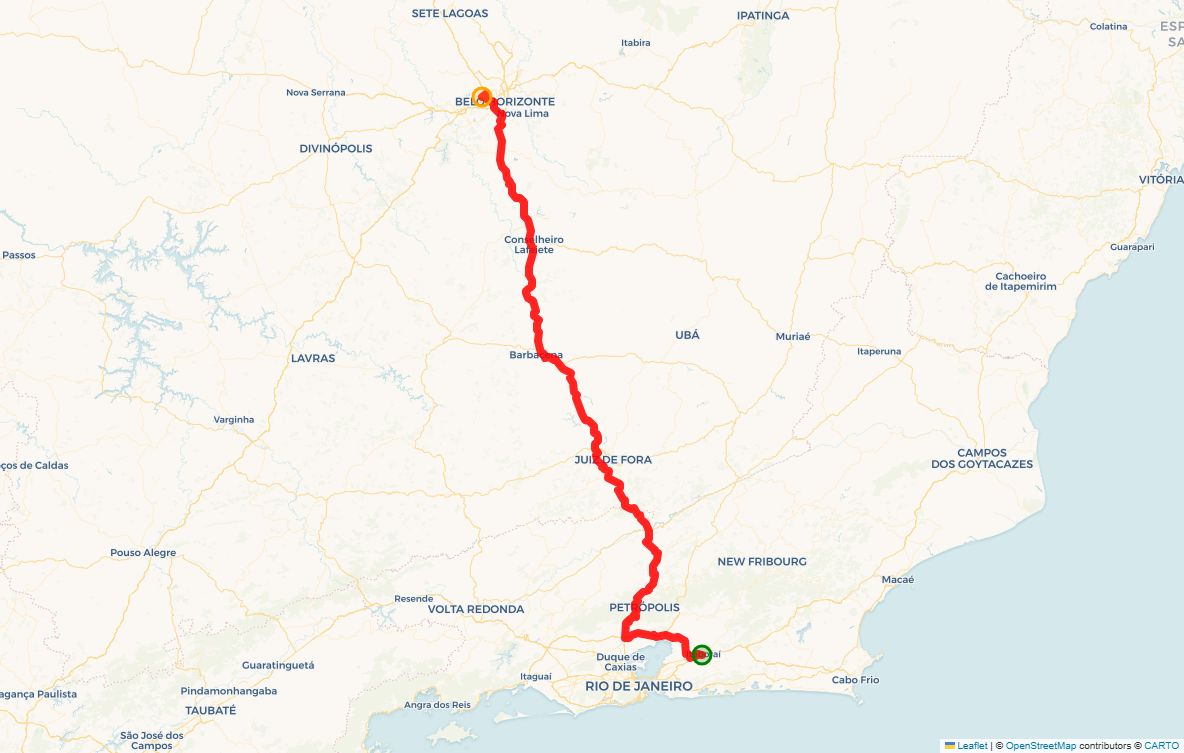 SETE LAGOAS
IPATINGA
Colatina
ESP
SA
Itabira
Nova Serrana
Nova Lima
DIVINÓPOLIS
VITÓRIA
Conselheiro
Lafaiete
Guarapari
Passos
Cachoeiro
de Itapemirim
UBÁ
Muriaé
Itaperuna
Barbacena
LAVRAS
Varginha
JUIZ DE FORA
CAMPOS
DOS GOYTACAZES
ços de Caldas
Pouso Alegre
NEW FRIBOURG
Macaé
Resende
VOLTA REDONDA
PETRÓPOLIS
Duque de
Caxias
Guaratinguetá
Itaguaí
RIO DE JANEIRO
Cabo Frio
agança Paulista
Pindamonhangaba
TAUBATÉ
Angra dos Reis
São José dos
Campos
Leaflet | © OpenStreetMap contributors © CARTO